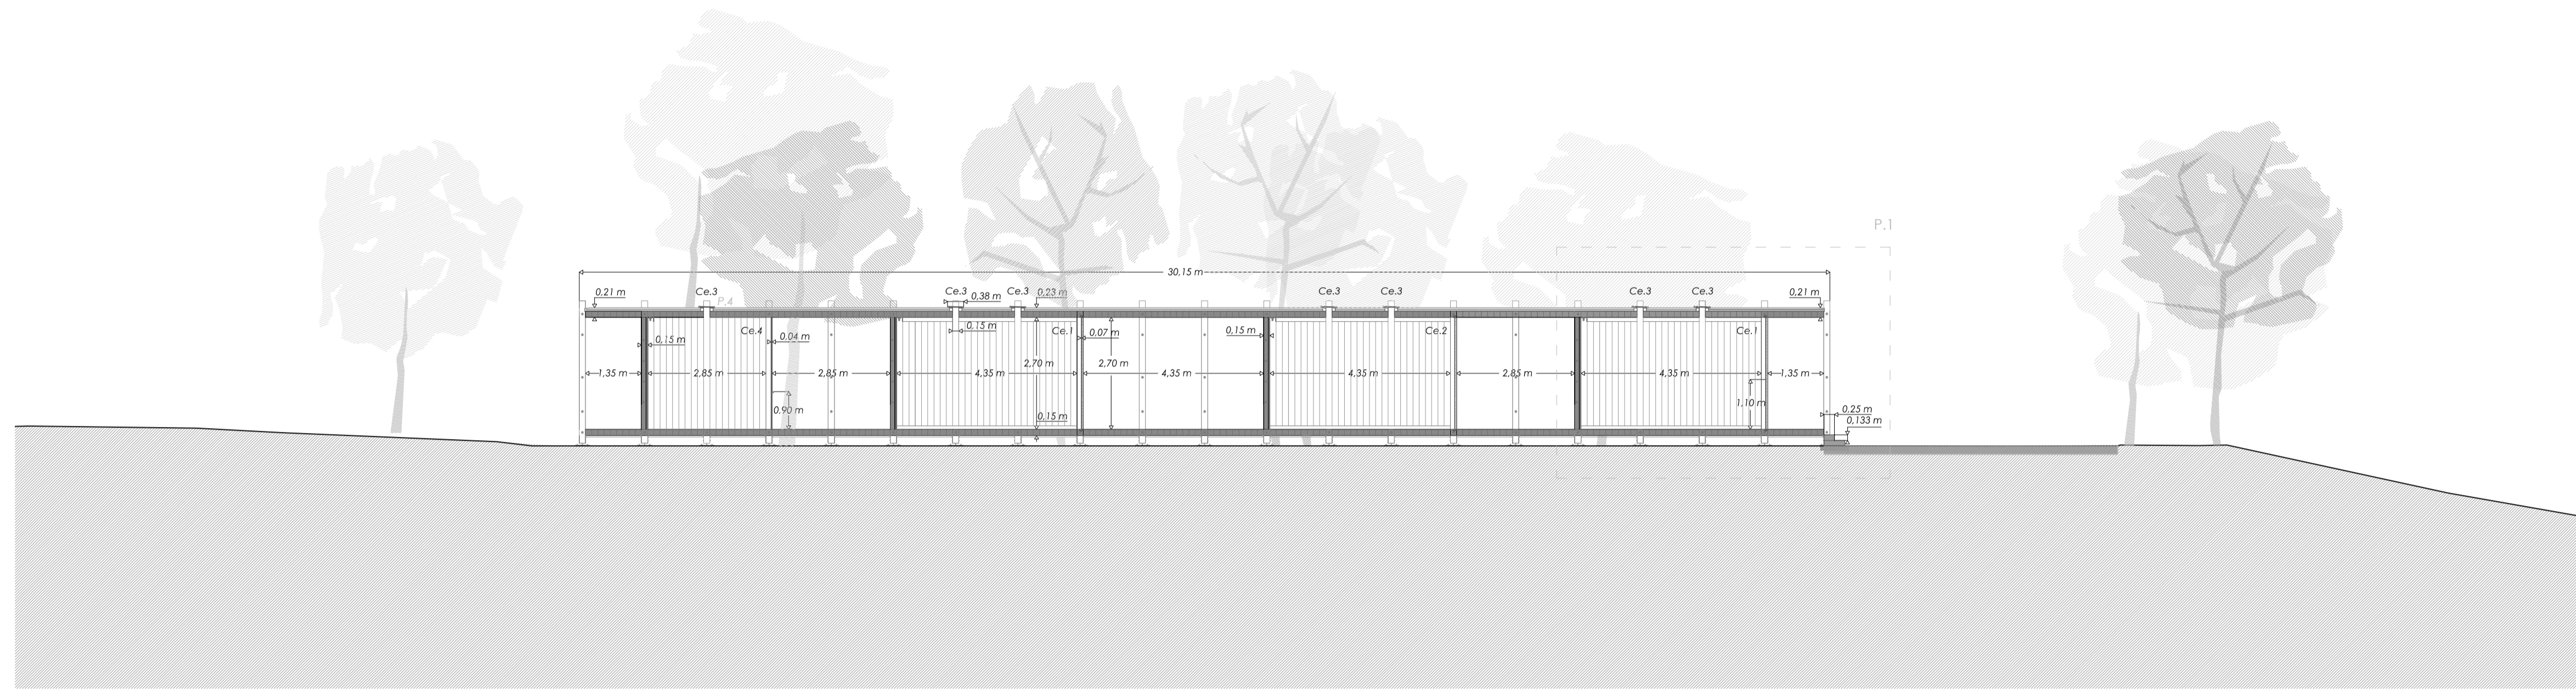 P.1
30,15 m
0,21 m
Ce.3
P.4
Ce.3
0,38 m
Ce.3
0,23 m
Ce.3
Ce.3
Ce.3
Ce.3
0,21 m
0,15 m
Ce.4
0,04 m
0,15 m
Ce.1
0,07 m
0,15 m
Ce.2
Ce.1
2,70 m
2,70 m
1,35 m
2,85 m
2,85 m
4,35 m
4,35 m
4,35 m
2,85 m
4,35 m
1,35 m
0,90 m
0,15 m
1,10 m
0,25 m
0,133 m